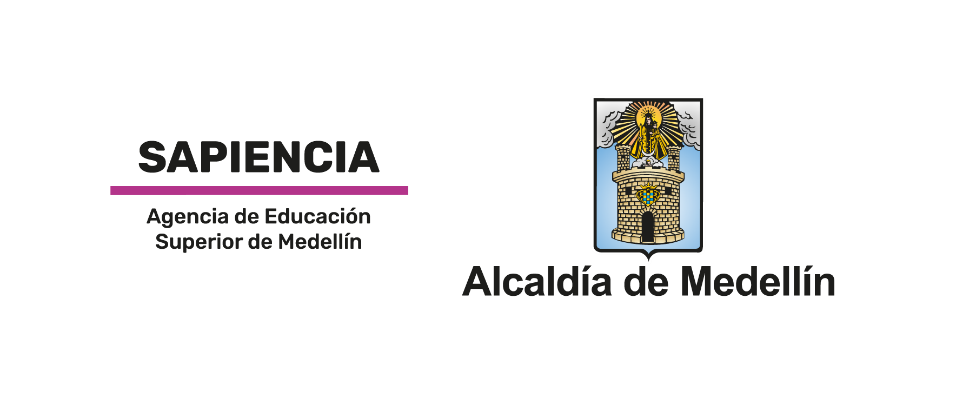 SAPIENCIA
Agencia de Educación
Superior de Medellín
Alcaldía de Medellín